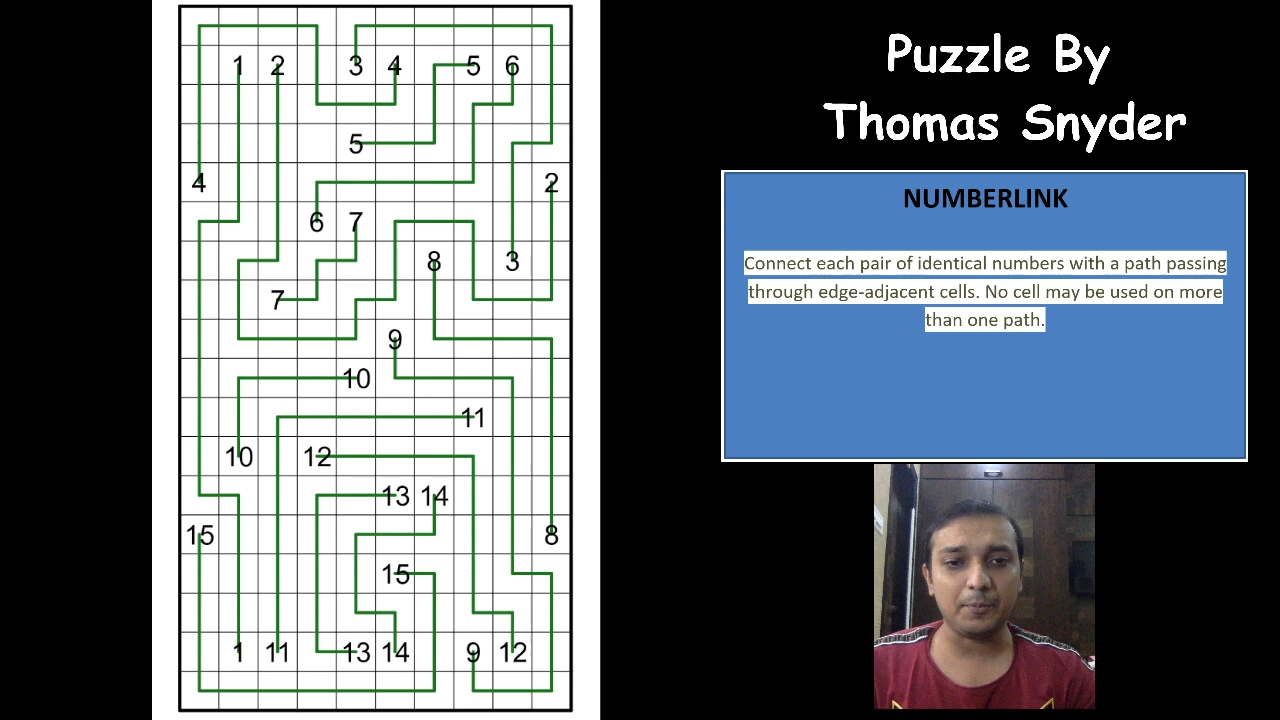 1 2 3 4 5 6
5
4 2
6 7
8 3
7
9
10
11
10 12
13 14
15 8
15
1 11 13 14 9 12
Puzzle By
Thomas Snyder
NUMBERLINK
Connect each pair of identical numbers with a path passing
through edge-adjacent cells. No cell may be used on more
than one path.